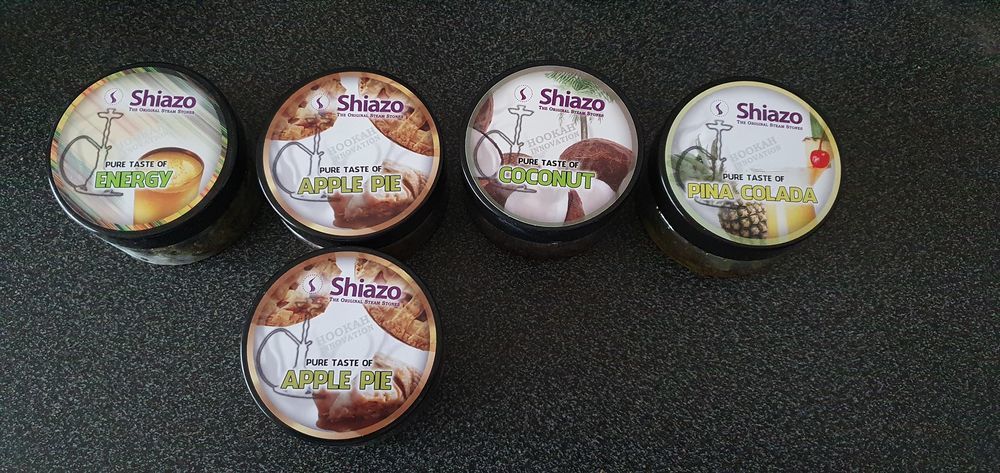 Shiazo
THE ORIGINAL STEAM STONES
HOOKAH
INNOVATION
PURE TASTE OF
ENERGY
Shiazo
THE ORIGINAL STEAM STONES
HOOKAH
INNOVATION
PURE TASTE OF
APPLE PIE
Shiazo
THE ORIGINAL STEAM STONES
HOOKAH
INNOVATION
PURE TASTE OF
COCONUT
Shiazo
THE ORIGINAL STEAM STONES
HOOKAH
INNOVATION
PURE TASTE OF
PINA COLADA
Shiazo
THE ORIGINAL STEAM STONES
HOOKAH
INNOVATION
PURE TASTE OF
APPLE PIE